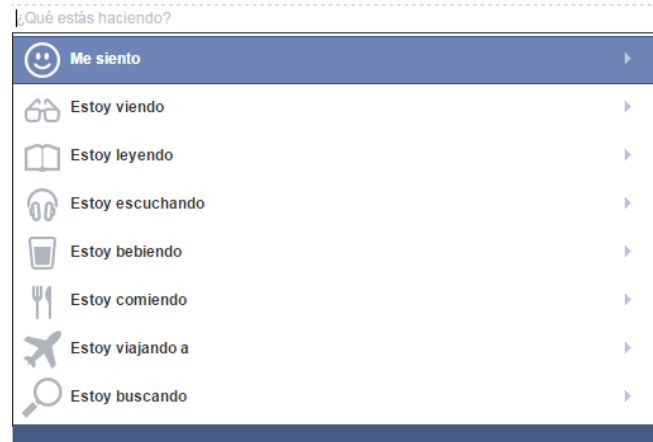 ¿Qué estás haciendo?
Me siento
Estoy viendo
Estoy leyendo
Estoy escuchando
Estoy bebiendo
Estoy comiendo
Estoy viajando a
Estoy buscando